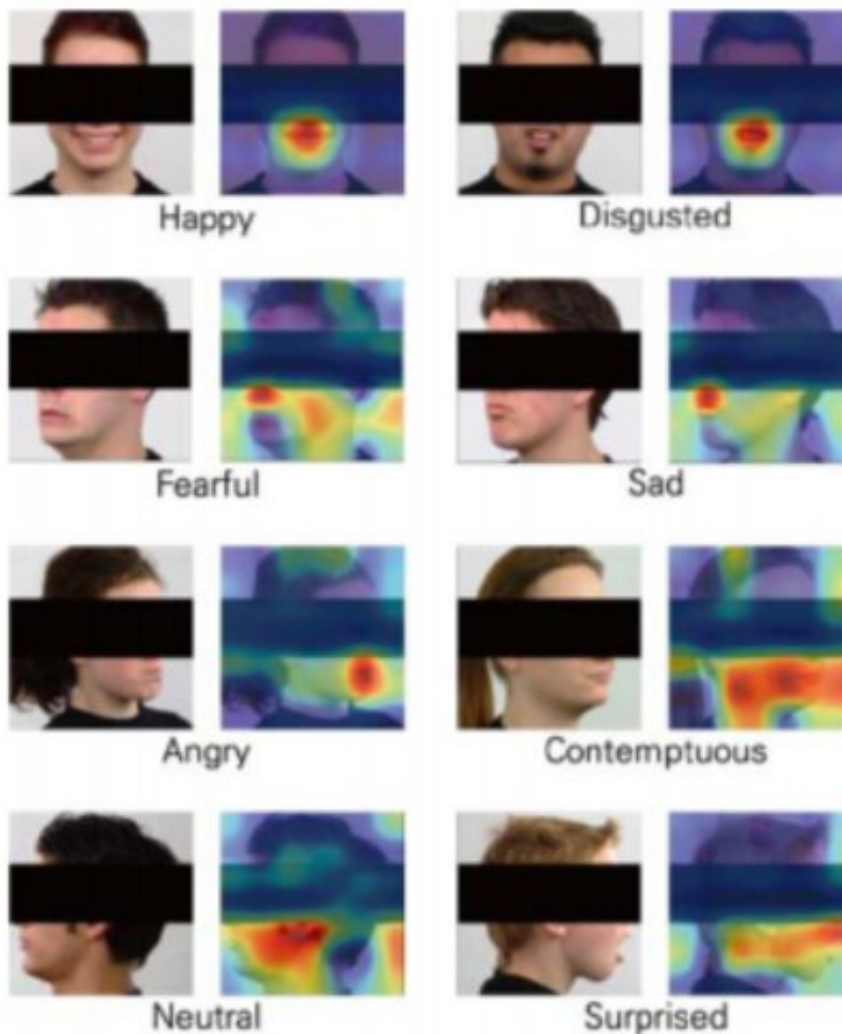 Happy
Disgusted
Fearful
Sad
Angry
Contemptuous
Neutral
Surprised